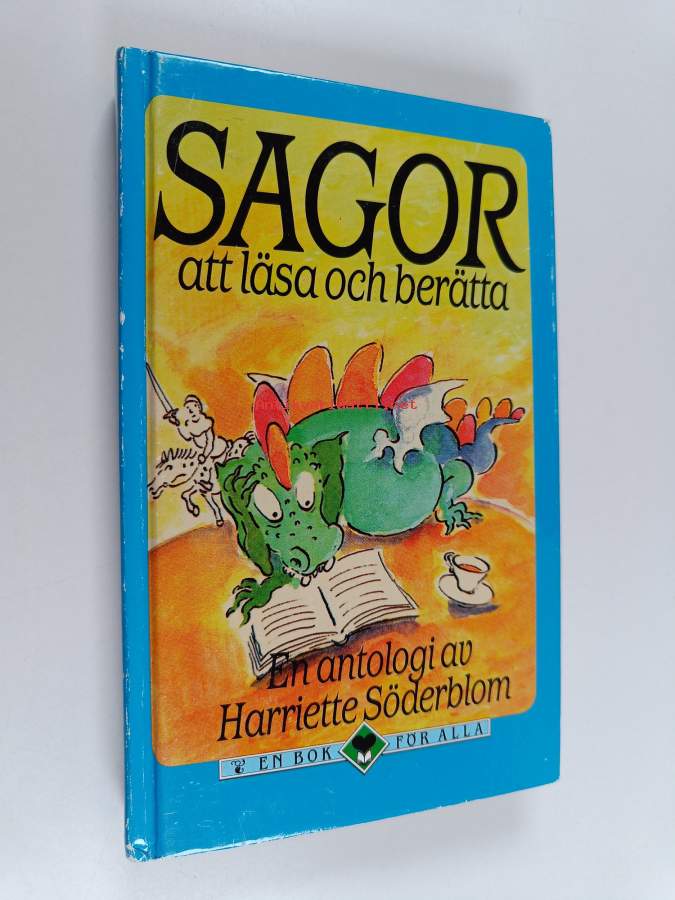 SAGOR
att läsa och berätta
En antologi av
Harriette Söderblom
EN BOK FÖR ALLA